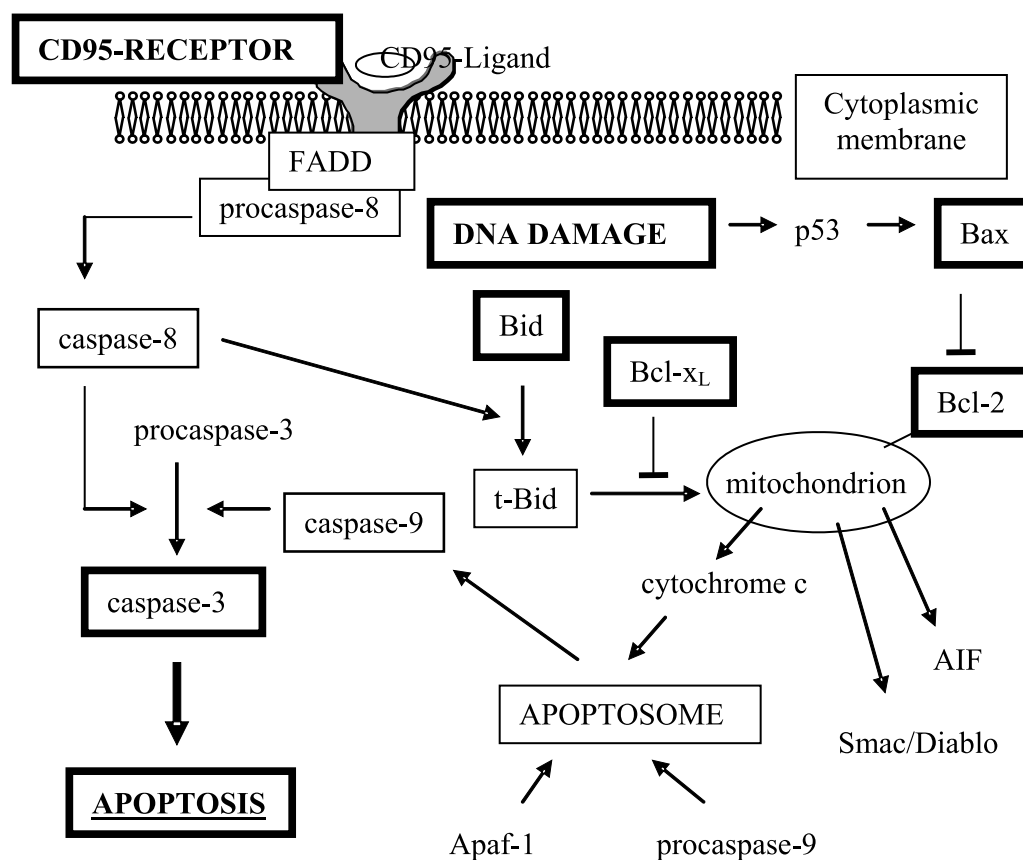 CD95-RECEPTOR
CD95-Ligand
Cytoplasmic
membrane
FADD
procaspase-8
DNA DAMAGE
p53
Bax
Bid
caspase-8
Bcl-xL
Bcl-2
procaspase-3
t-Bid
mitochondrion
caspase-9
cytochrome c
caspase-3
AIF
APOPTOSOME
Smac/Diablo
APOPTOSIS
Apaf-1
procaspase-9